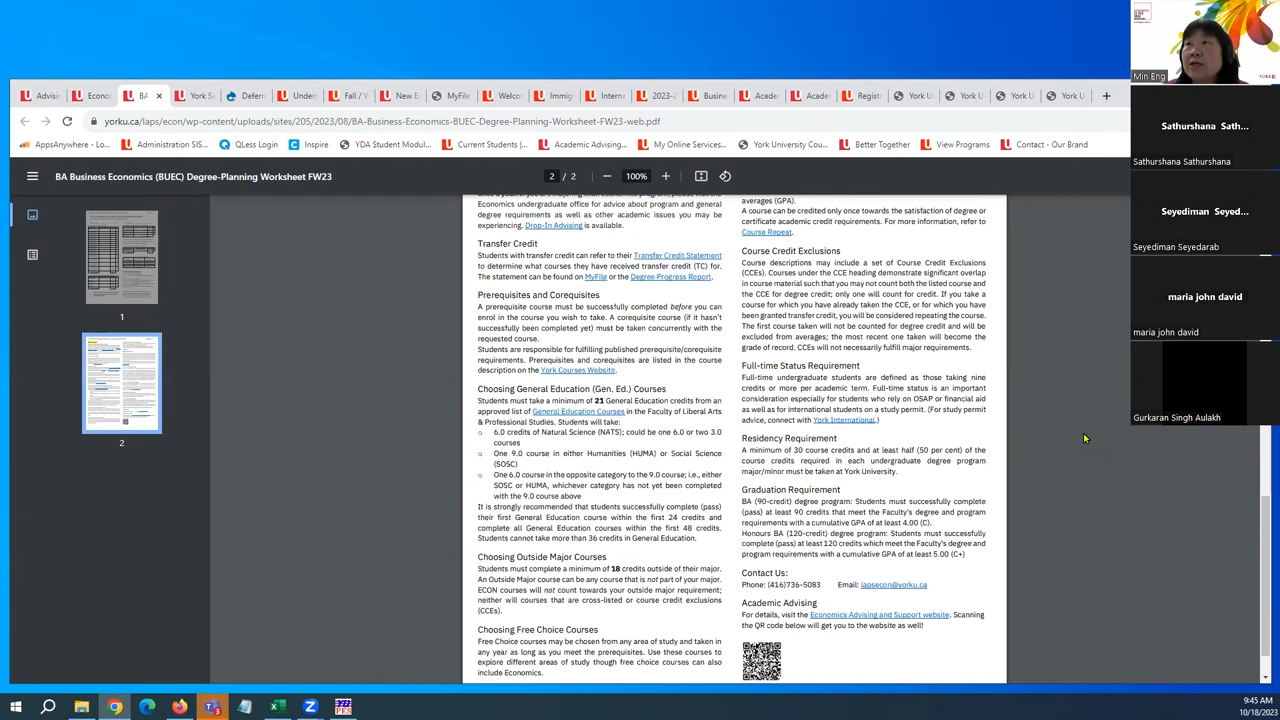 Min Eng
Advisi
Econo
BA
York Se
Deferr
Underg
Fall / W
New E
MyFile
Welco
Immig
Interna
2023-2
Busine
Acade
Acade
Registr
York U
York U
York U
York U
yorku.ca/laps/econ/wp-content/uploads/sites/205/2023/08/BA-Business-Economics-BUEC-Degree-Planning-Worksheet-FW23-web.pdf
AppsAnywhere - Lo...
Administration SIS...
QLess Login
Inspire
YDA Student Modul...
Current Students |...
Academic Advising...
My Online Services...
York University Cou...
Better Together
View Programs
Contact - Our Brand
BA Business Economics (BUEC) Degree-Planning Worksheet FW23
2 / 2
100%
1
2
Economics undergraduate office for advice about program and general
degree requirements as well as other academic issues you may be
experiencing. Drop-In Advising is available.
Transfer Credit
Students with transfer credit can refer to their Transfer Credit Statement
to determine what courses they have received transfer credit (TC) for.
The statement can be found on MyFile or the Degree Progress Report.
Prerequisites and Corequisites
A prerequisite course must be successfully completed before you can
enrol in the course you wish to take. A corequisite course (if it hasn't
successfully been completed yet) must be taken concurrently with the
requested course.
Students are responsible for fulfilling published prerequisite/corequisite
requirements. Prerequisites and corequisites are listed in the course
description on the York Courses Website.
Choosing General Education (Gen. Ed.) Courses
Students must take a minimum of 21 General Education credits from an
approved list of General Education Courses in the Faculty of Liberal Arts
& Professional Studies. Students will take:
o 6.0 credits of Natural Science (NATS); could be one 6.0 or two 3.0
courses
o One 9.0 course in either Humanities (HUMA) or Social Science
(SOSC)
o One 6.0 course in the opposite category to the 9.0 course; i.e., either
SOSC or HUMA, whichever category has not yet been completed
with the 9.0 course above
It is strongly recommended that students successfully complete (pass)
their first General Education course within the first 24 credits and
complete all General Education courses within the first 48 credits.
Students cannot take more than 36 credits in General Education.
Choosing Outside Major Courses
Students must complete a minimum of 18 credits outside of their major.
An Outside Major course can be any course that is not part of your major.
ECON courses will not count towards your outside major requirement;
neither will courses that are cross-listed or course credit exclusions
(CCEs).
Choosing Free Choice Courses
Free Choice courses may be chosen from any area of study and taken in
any year as long as you meet the prerequisites. Use these courses to
explore different areas of study though free choice courses can also
include Economics.
averages (GPA).
A course can be credited only once towards the satisfaction of degree or
certificate academic credit requirements. For more information, refer to
Course Repeat.
Course Credit Exclusions
Course descriptions may include a set of Course Credit Exclusions
(CCEs). Courses under the CCE heading demonstrate significant overlap
in course material such that you may not count both the listed course and
the CCE for degree credit; only one will count for credit. If you take a
course for which you have already taken the CCE, or for which you have
been granted transfer credit, you will be considered repeating the course.
The first course taken will not be counted for degree credit and will be
excluded from averages; the most recent one taken will become the
grade of record. CCEs will not necessarily fulfill major requirements.
Full-time Status Requirement
Full-time undergraduate students are defined as those taking nine
credits or more per academic term. Full-time status is an important
consideration especially for students who rely on OSAP or financial aid
as well as for international students on a study permit. (For study permit
advice, connect with York International.)
Residency Requirement
A minimum of 30 course credits and at least half (50 per cent) of the
course credits required in each undergraduate degree program
major/minor must be taken at York University.
Graduation Requirement
BA (90-credit) degree program: Students must successfully complete
(pass) at least 90 credits that meet the Faculty's degree and program
requirements with a cumulative GPA of at least 4.00 (C).
Honours BA (120-credit) degree program: Students must successfully
complete (pass) at least 120 credits which meet the Faculty's degree and
program requirements with a cumulative GPA of at least 5.00 (C+)
Contact Us:
Phone: (416)736-5083 Email: lapsecon@yorku.ca
Academic Advising
For details, visit the Economics Advising and Support website. Scanning
the QR code below will get you to the website as well!
Sathurshana Sath...
Sathurshana Sathurshana
Seyediman Seyed...
Seyediman Seyedarab
maria john david
maria john david
Gurkaran Singh Aulakh
9:45 AM
10/18/2023